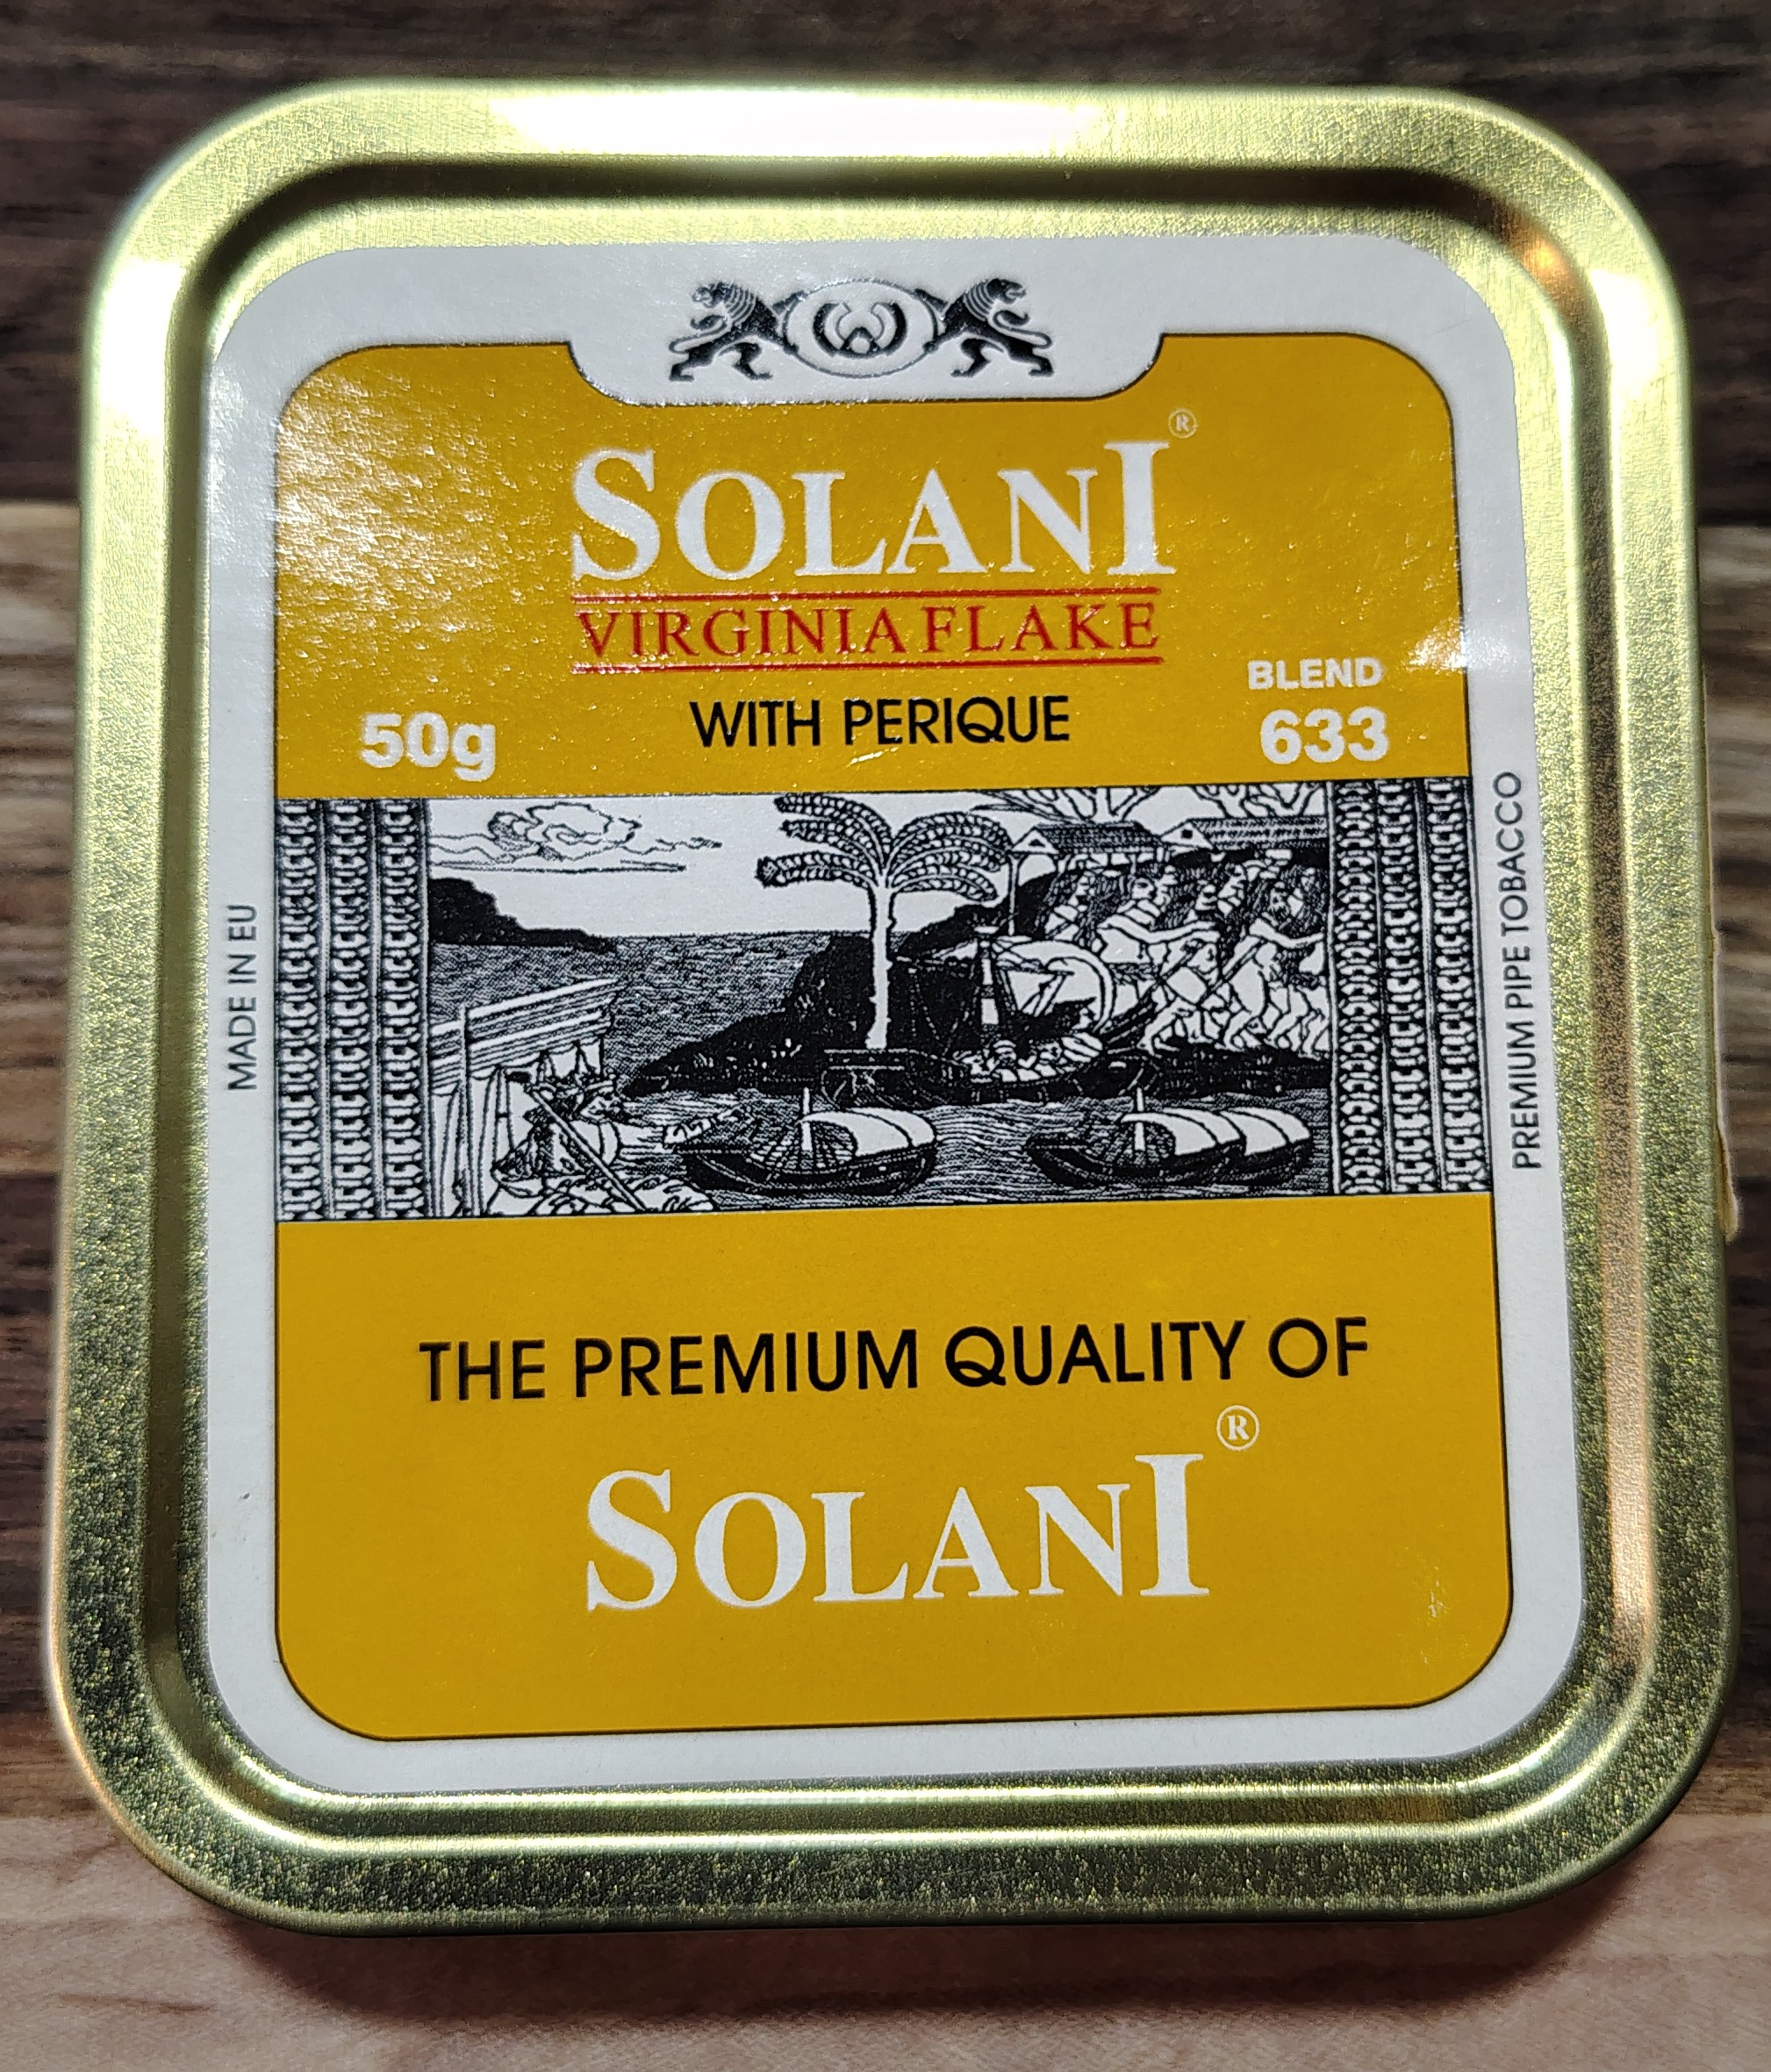 SOLANI®
VIRGINIA FLAKE
WITH PERIQUE
50g
BLEND
633
MADE IN EU
PREMIUM PIPE TOBACCO
THE PREMIUM QUALITY OF
SOLANI®